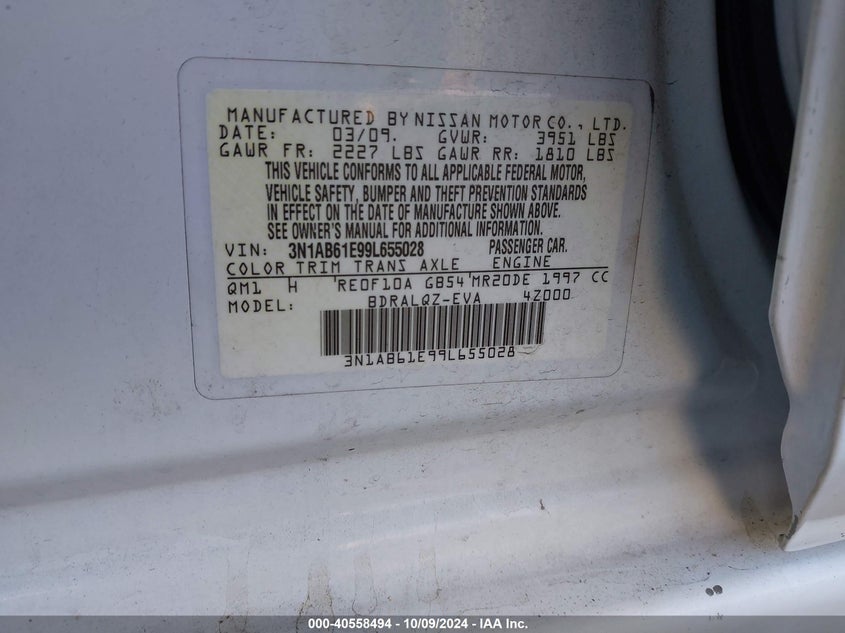 MANUFACTURED BY NISSAN MOTOR CO., LTD.
DATE: 03/09. GVWR: 3951 LBS
GAWR FR: 2227 LBS GAWR RR: 1810 LBS
THIS VEHICLE CONFORMS TO ALL APPLICABLE FEDERAL MOTOR,
VEHICLE SAFETY, BUMPER AND THEFT PREVENTION STANDARDS
IN EFFECT ON THE DATE OF MANUFACTURE SHOWN ABOVE.
SEE OWNER'S MANUAL FOR ADDITIONAL INFORMATION.
VIN: 3N1AB61E99L655028 PASSENGER CAR.
COLOR TRIM TRANS AXLE ENGINE
QM1 H 'RE0F10A GB54'MR20DE 1997 CC
MODEL: BDRALQZ-EVA 4Z000
3N1AB61E99L655028
000-40558494 - 10/09/2024 - IAA Inc.